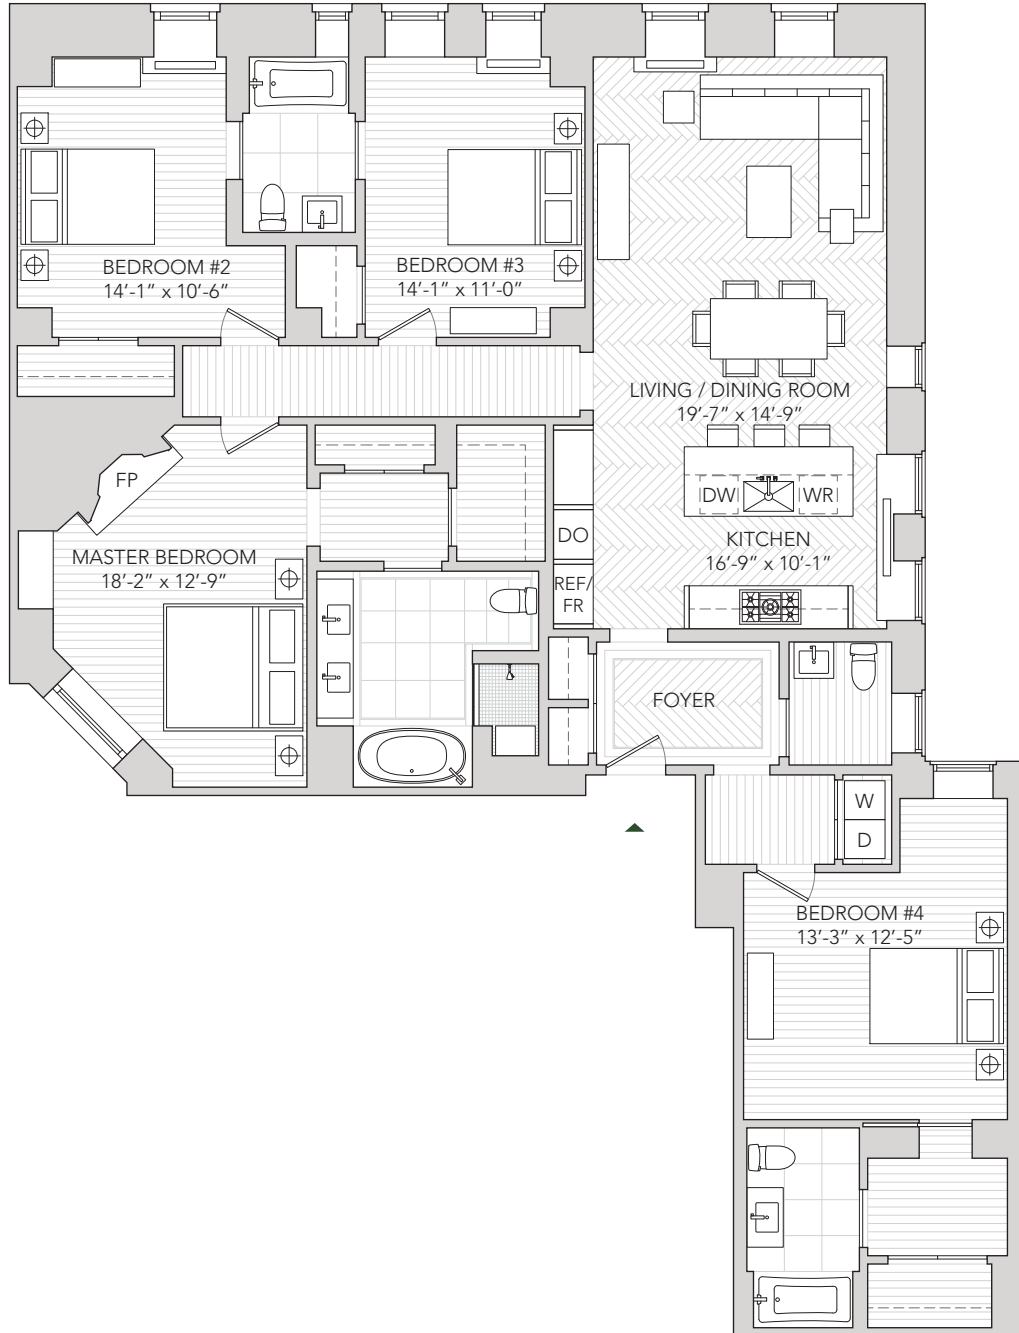 BEDROOM #2
14’-1” x 10’-6”
BEDROOM #3
14’-1” x 11’-0”
LIVING / DINING ROOM
19’-7” x 14’-9”
FP
DW
WR
DO
KITCHEN
16’-9” x 10’-1”
MASTER BEDROOM
18’-2” x 12’-9”
REF/
FR
FOYER
W
D
BEDROOM #4
13’-3” x 12’-5”